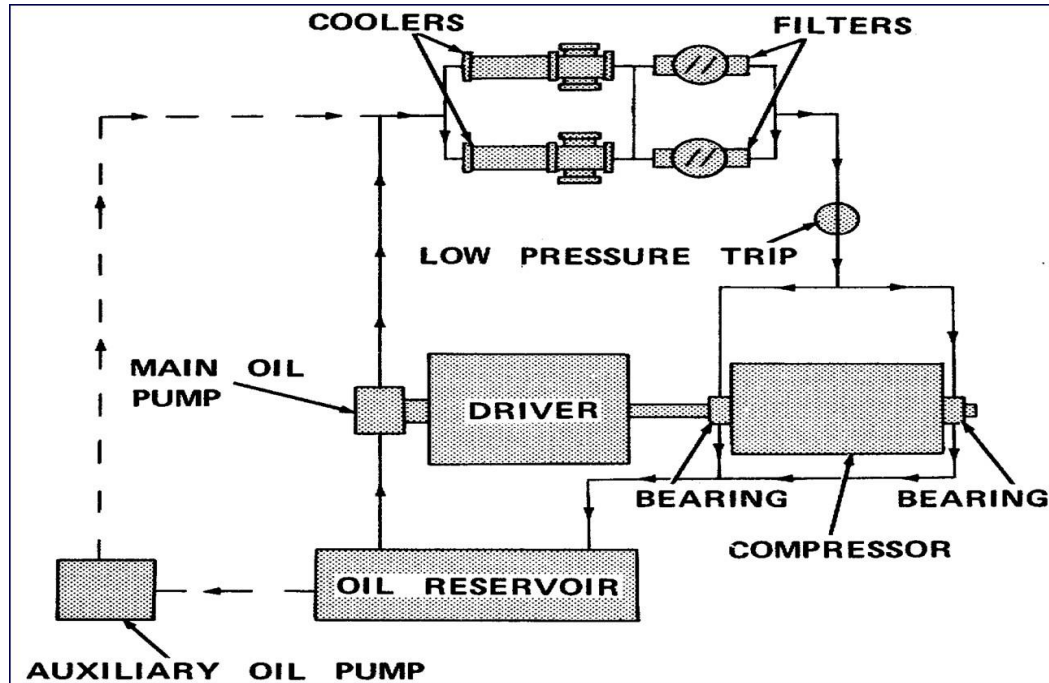 COOLERS
FILTERS
LOW PRESSURE TRIP
MAIN OIL
PUMP
DRIVER
BEARING
BEARING
COMPRESSOR
OIL RESERVOIR
AUXILIARY OIL PUMP